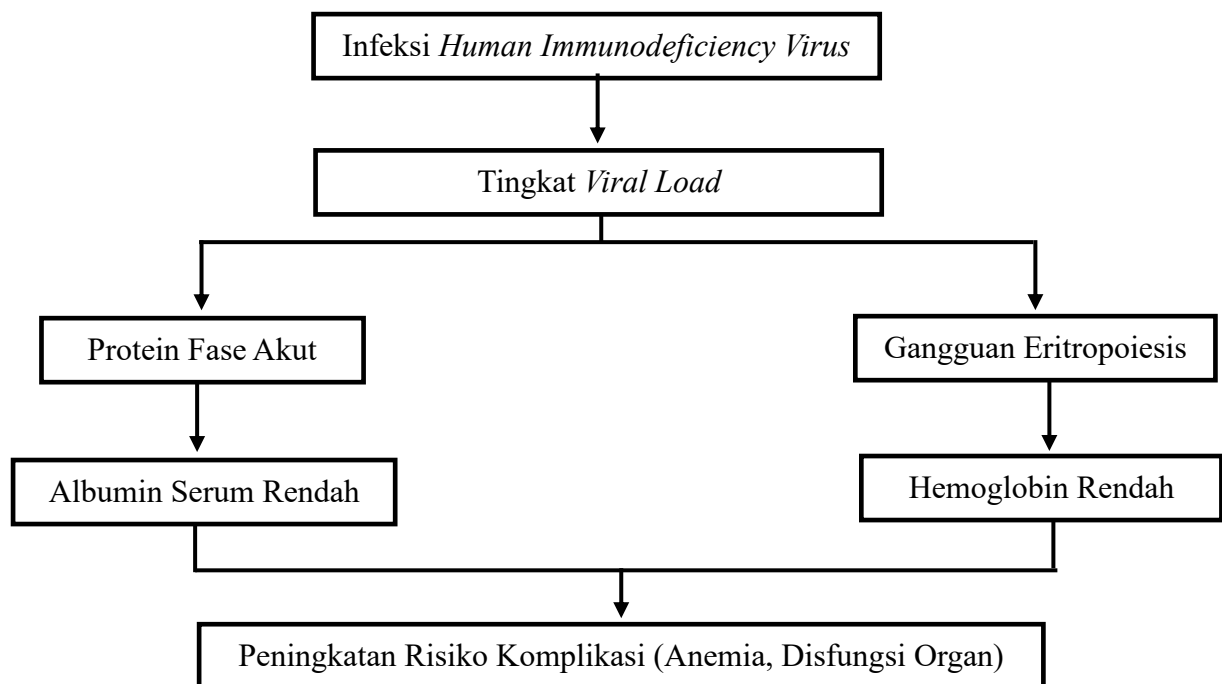 Infeksi Human Immunodeficiency Virus
Tingkat Viral Load
Protein Fase Akut
Gangguan Eritropoiesis
Albumin Serum Rendah
Hemoglobin Rendah
Peningkatan Risiko Komplikasi (Anemia, Disfungsi Organ)